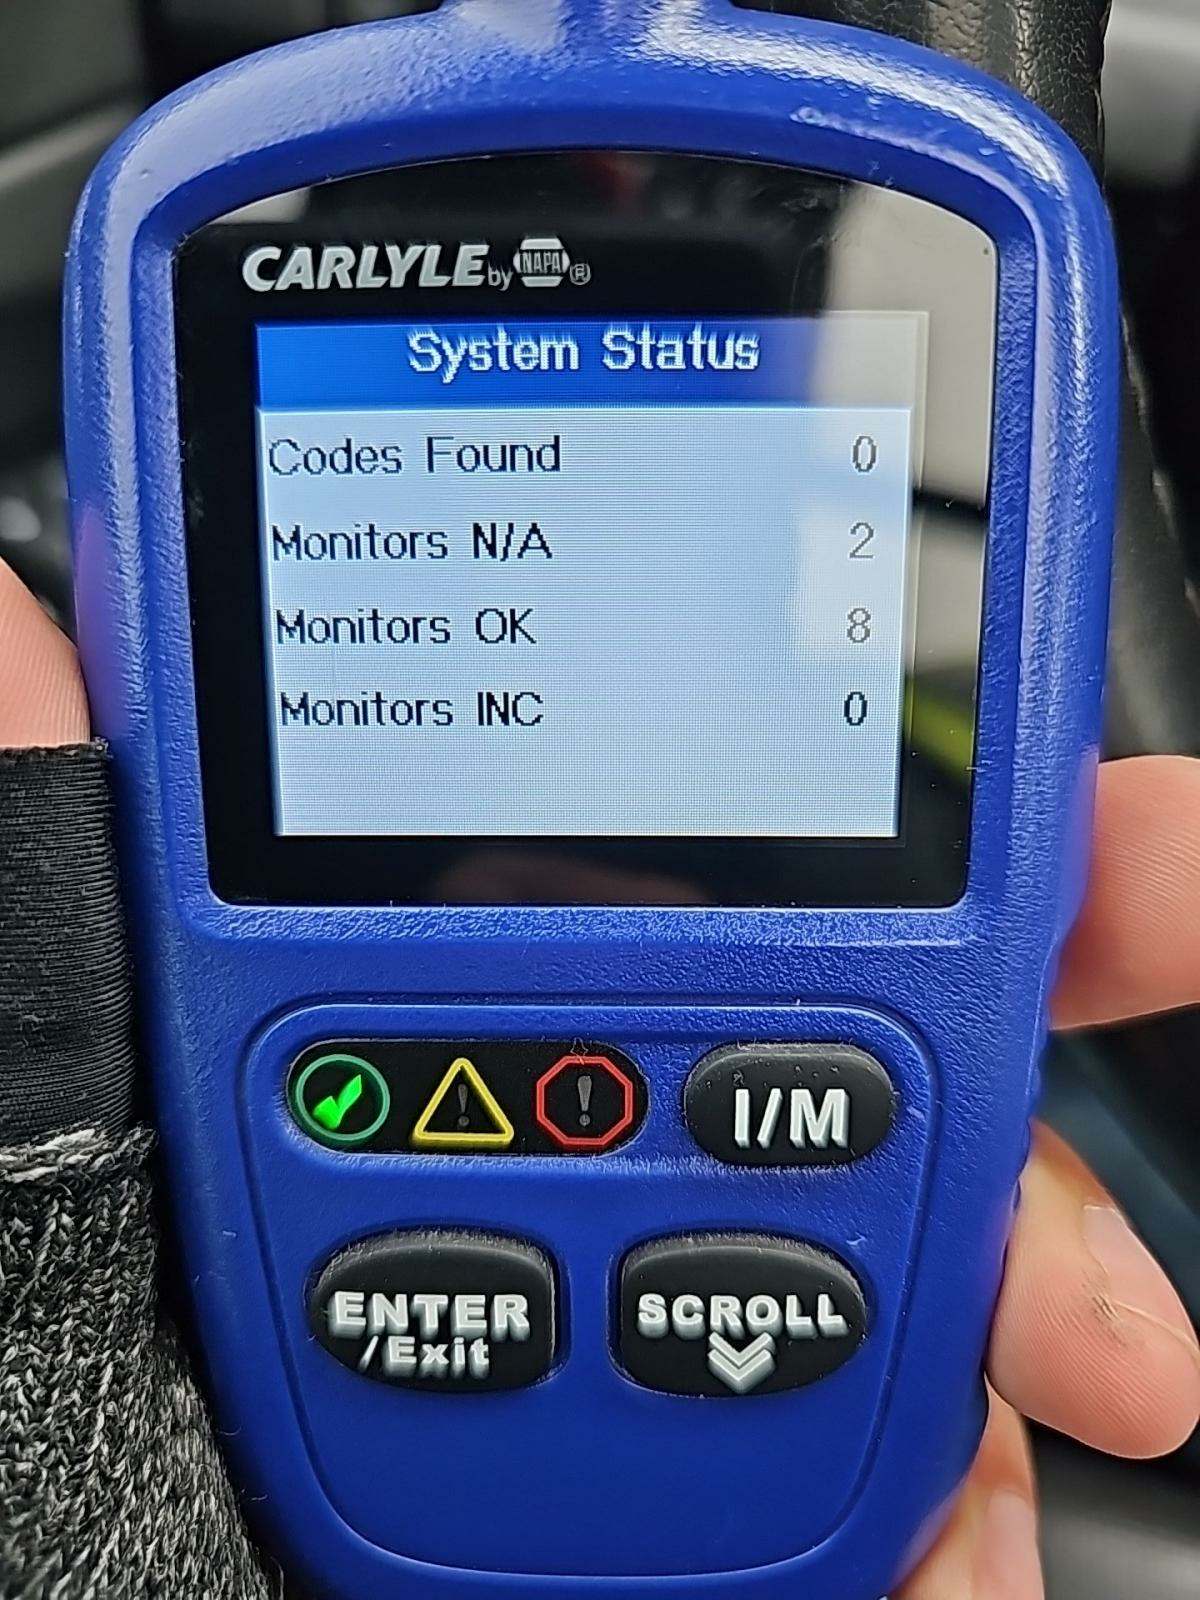 CARLYLE by NAPA ®
System Status
Codes Found 0
Monitors N/A 2
Monitors OK 8
Monitors INC 0
I/M
ENTER
/Exit
SCROLL